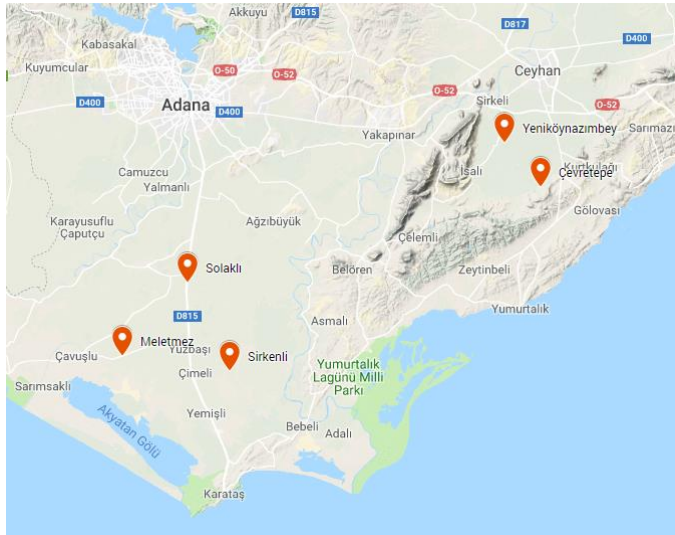 Akkuyu
D815
D817
Kabasakal
D400
Kuyumcular
O-50
O-52
Ceyhan
D400
Adana
D400
O-52
Sirkeli
O-52
Yakapınar
Yeniköynazımbey
Sarımazı
Camuzcu
Yalmanlı
İsalı
Kurtkulağı
Çevretepe
Karayusuflu
Çaputçu
Ağzıbüyük
Gölovası
Çelemli
Solaklı
Belören
Zeytinbeli
D815
Asmalı
Yumurtalık
Meletmez
Yüzbaşı
Çavuşlu
Sirkenli
Çimeli
Yumurtalık
Lagünü Milli
Parkı
Sarımsaklı
Akyatan Gölü
Yemişli
Bebeli
Adalı
Karataş